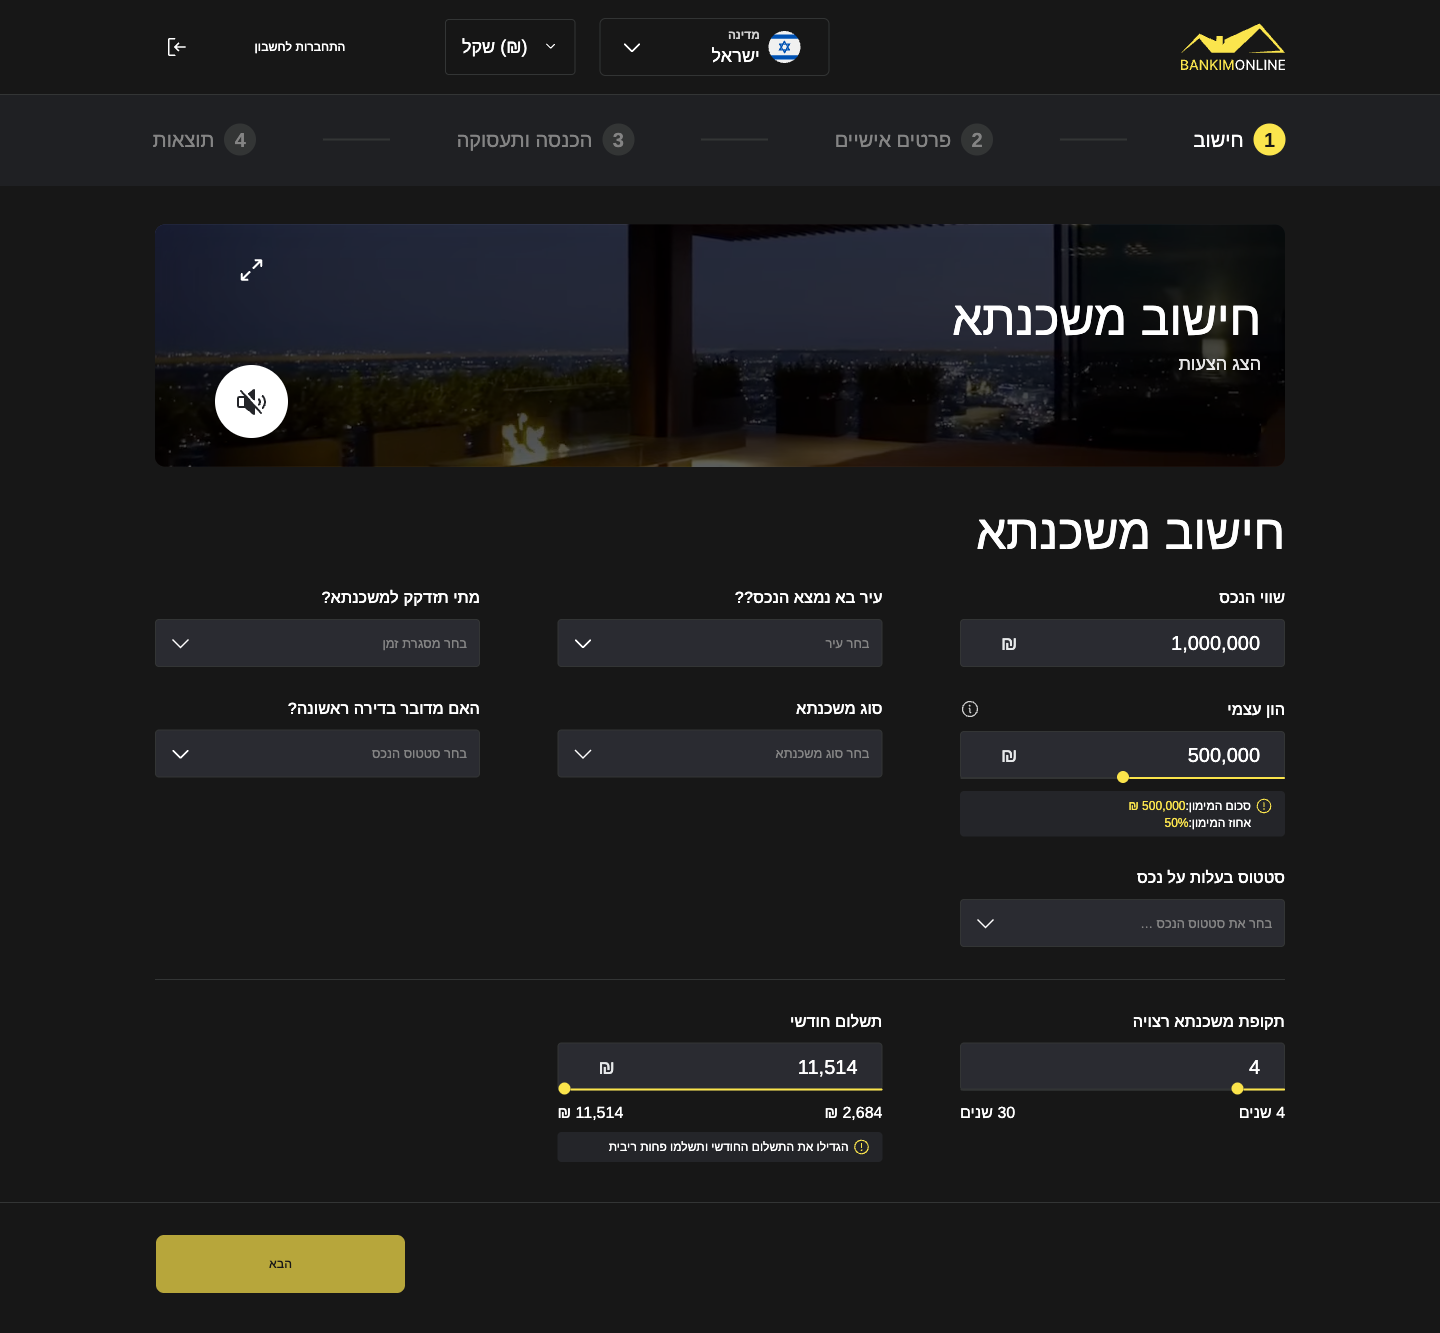 BANKIMONLINE
מדינה
ישראל
שקל (₪)
התחברות לחשבון
1 חישוב
2 פרטים אישיים
3 הכנסה ותעסוקה
4 תוצאות
חישוב משכנתא
הצג הצעות
חישוב משכנתא
שווי הנכס
1,000,000 ₪
עיר בא נמצא הנכס??
בחר עיר
מתי תזדקק למשכנתא?
בחר מסגרת זמן
הון עצמי
500,000 ₪
סכום המימון:500,000 ₪
אחוז המימון:50%
סוג משכנתא
בחר סוג משכנתא
האם מדובר בדירה ראשונה?
בחר סטטוס הנכס
סטטוס בעלות על נכס
בחר את סטטוס הנכס ...
תקופת משכנתא רצויה
4
4 שנים
30 שנים
תשלום חודשי
11,514 ₪
2,684 ₪
11,514 ₪
הגדילו את התשלום החודשי ותשלמו פחות ריבית
הבא